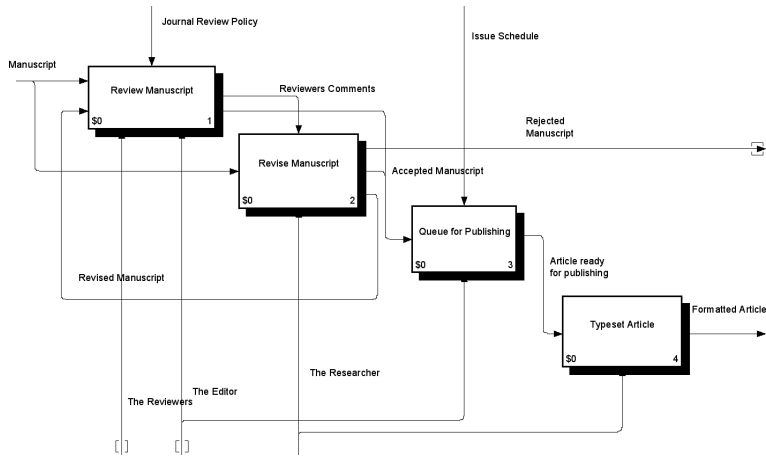 Journal Review Policy
Issue Schedule
Manuscript
Review Manuscript
$0 1
Reviewers Comments
Rejected
Manuscript
Revise Manuscript
$0 2
Accepted Manuscript
Queue for Publishing
$0 3
Article ready
for publishing
Revised Manuscript
Formatted Article
Typeset Article
$0 4
The Researcher
The Editor
The Reviewers